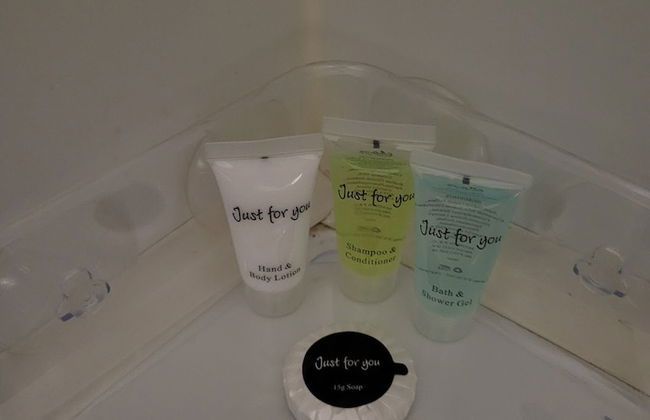 Just for you
Hand &
Body Lotion
Just for you
Shampoo &
Conditioner
Just for you
Bath &
Shower Gel
Just for you
15g Soap